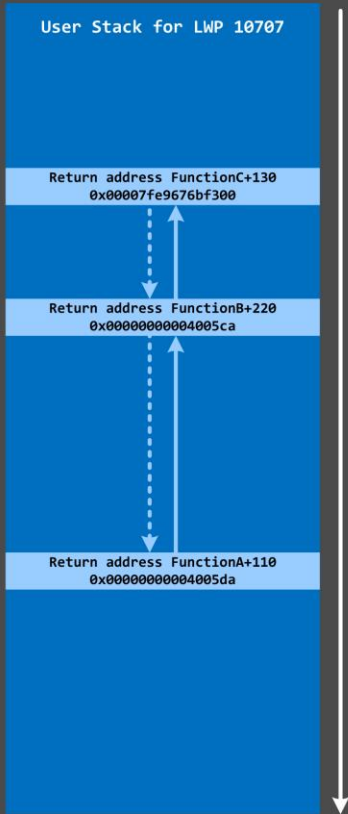 User Stack for LWP 10707
Return address FunctionC+130
0x00007fe9676bf300
Return address FunctionB+220
0x00000000004005ca
Return address FunctionA+110
0x00000000004005da